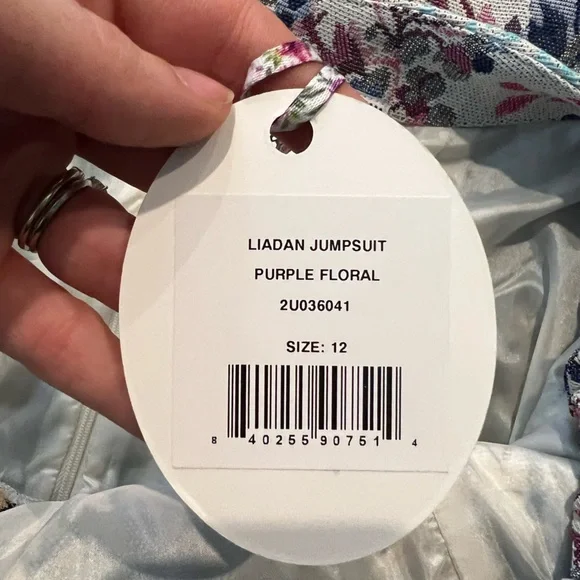 LIADAN JUMPSUIT
PURPLE FLORAL
2U036041
SIZE: 12
8 40255 90751 4